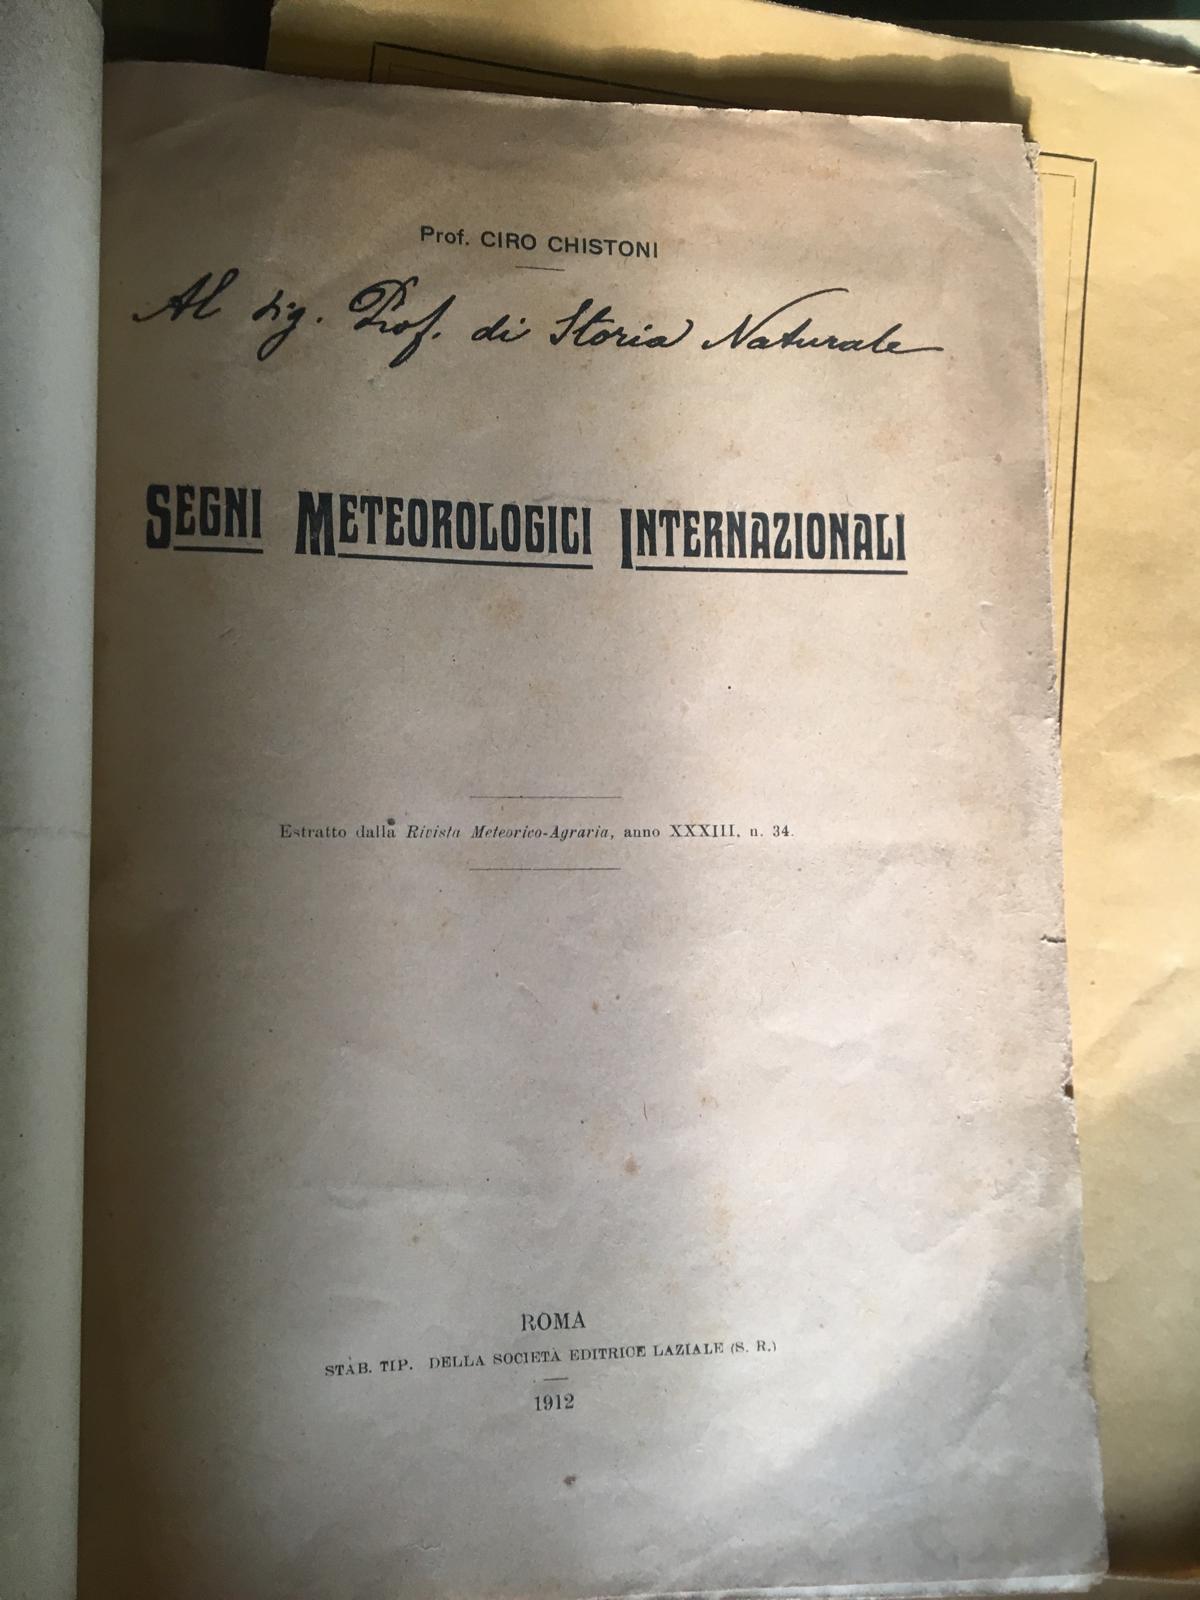 Prof. CIRO CHISTONI
Al sig. Prof. di Storia Naturale
SEGNI METEOROLOGICI INTERNAZIONALI
Estratto dalla Rivista Meteorico-Agraria, anno XXXIII, n. 34.
ROMA
STAB. TIP. DELLA SOCIETÀ EDITRICE LAZIALE (S. R.)
1912